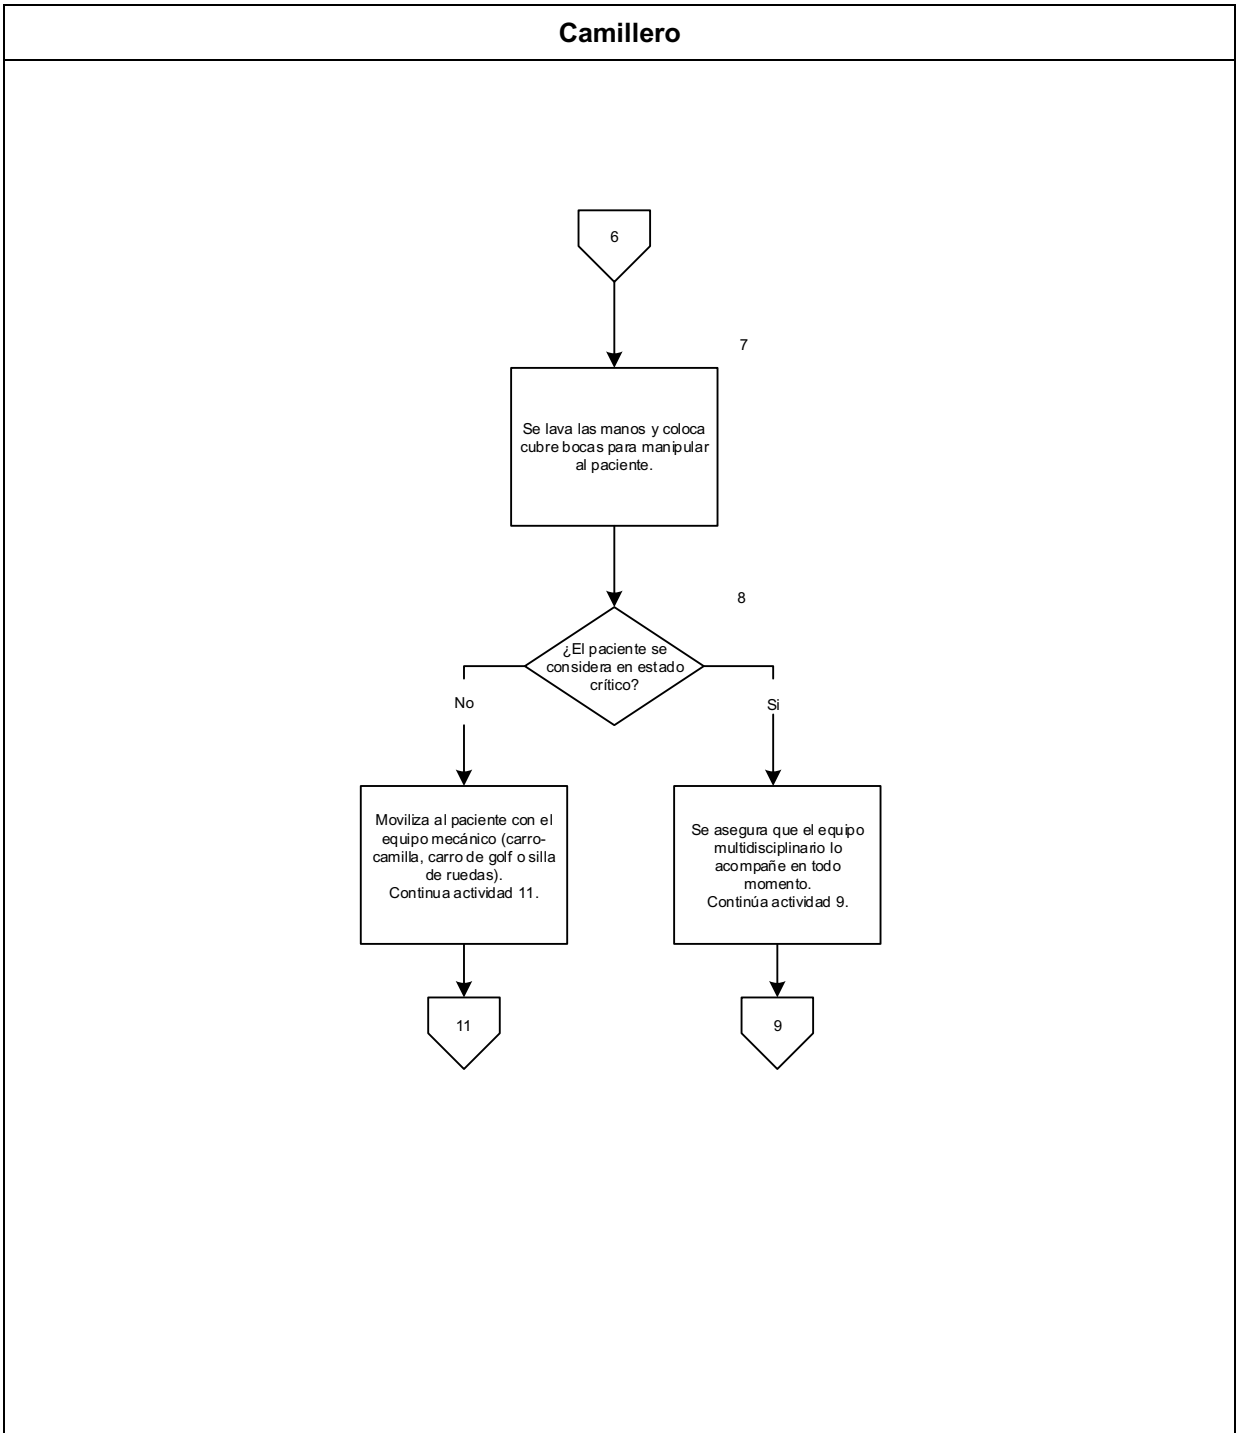 Camillero
6
7
Se lava las manos y coloca
cubre bocas para manipular
al paciente.
8
¿El paciente se
considera en estado
crítico?
No
Si
Moviliza al paciente con el
equipo mecánico (carro-
camilla, carro de golf o silla
de ruedas).
Continua actividad 11.
Se asegura que el equipo
multidisciplinario lo
acompañe en todo
momento.
Continúa actividad 9.
11
9